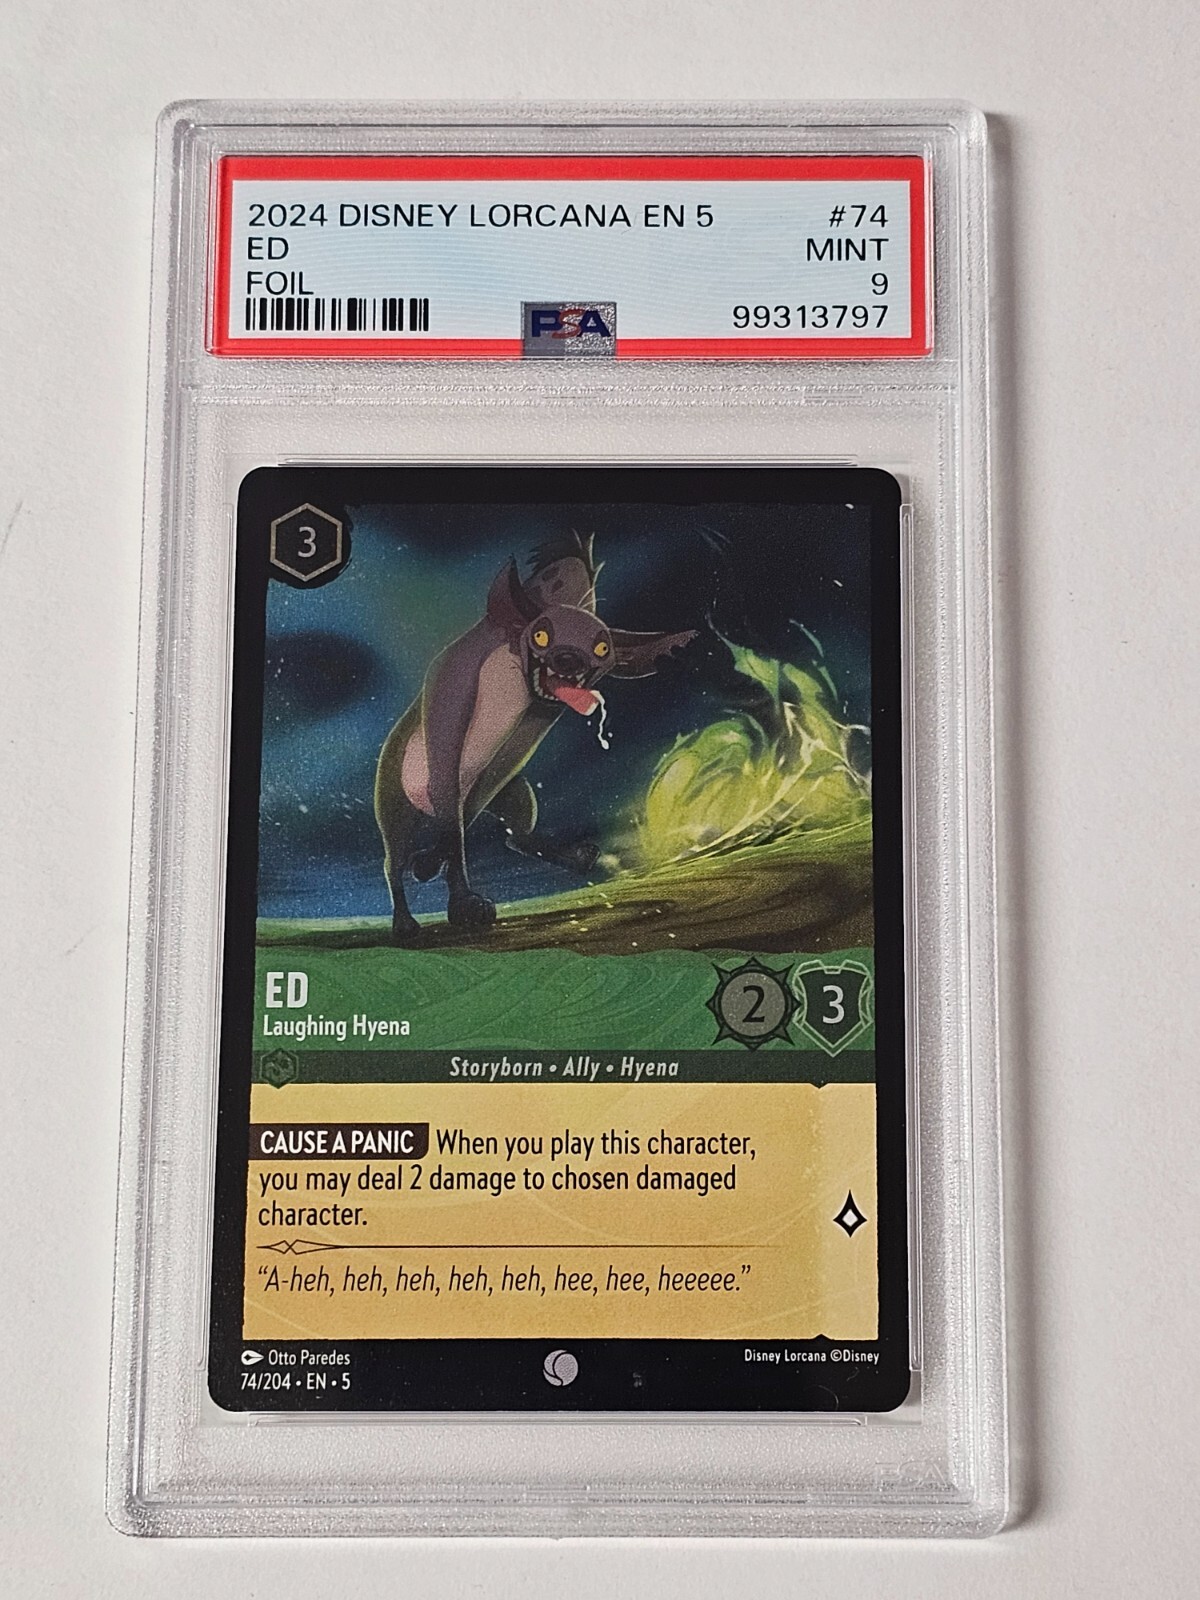 2024 DISNEY LORCANA EN 5 #74
ED MINT
FOIL 9
PSA 99313797
3
ED 2 3
Laughing Hyena
Storyborn • Ally • Hyena
CAUSE A PANIC When you play this character,
you may deal 2 damage to chosen damaged
character.
“A-heh, heh, heh, heh, heh, hee, hee, heeeee.”
Otto Paredes Disney Lorcana ©Disney
74/204 • EN • 5
PSA